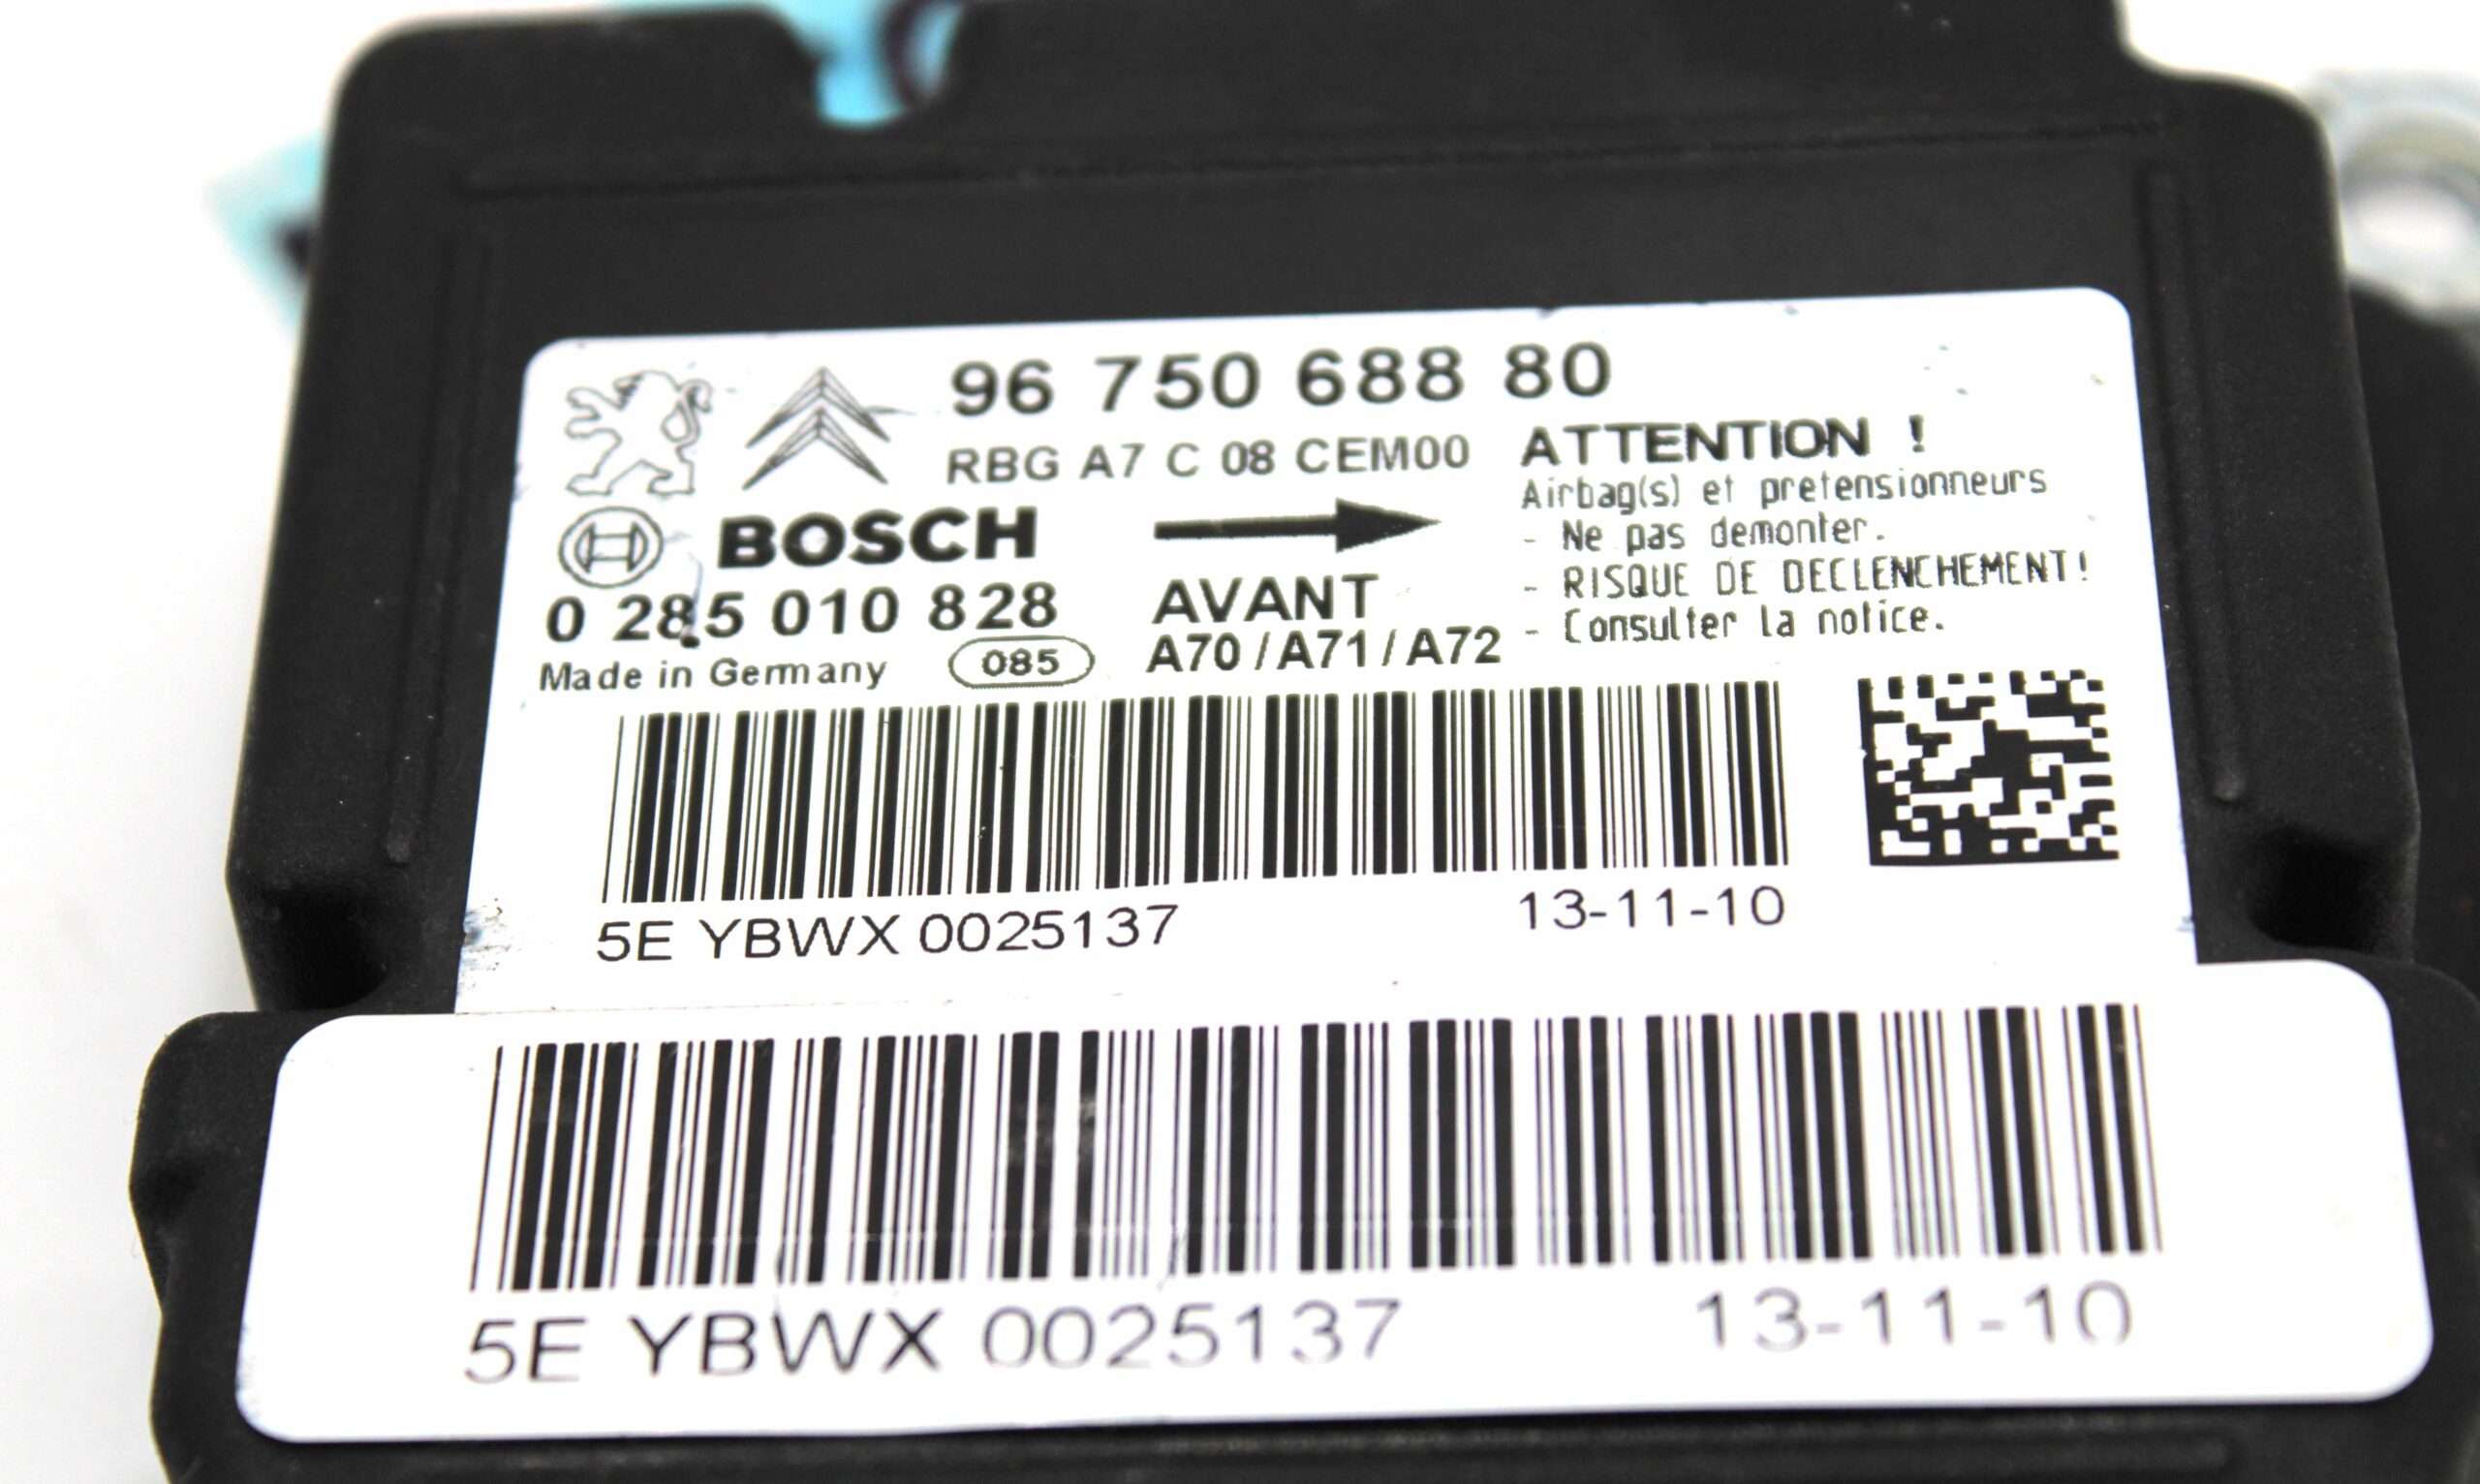 96 750 688 80
RBG A7 C 08 CEM00
BOSCH
0 285 010 828
Made in Germany
085
AVANT
A70/A71/A72
ATTENTION !
Airbag(s) et pretensionneurs
- Ne pas demonter.
- RISQUE DE DECLENCHEMENT!
- Consulter la notice.
5E YBWX 0025137 13-11-10
5E YBWX 0025137 13-11-10